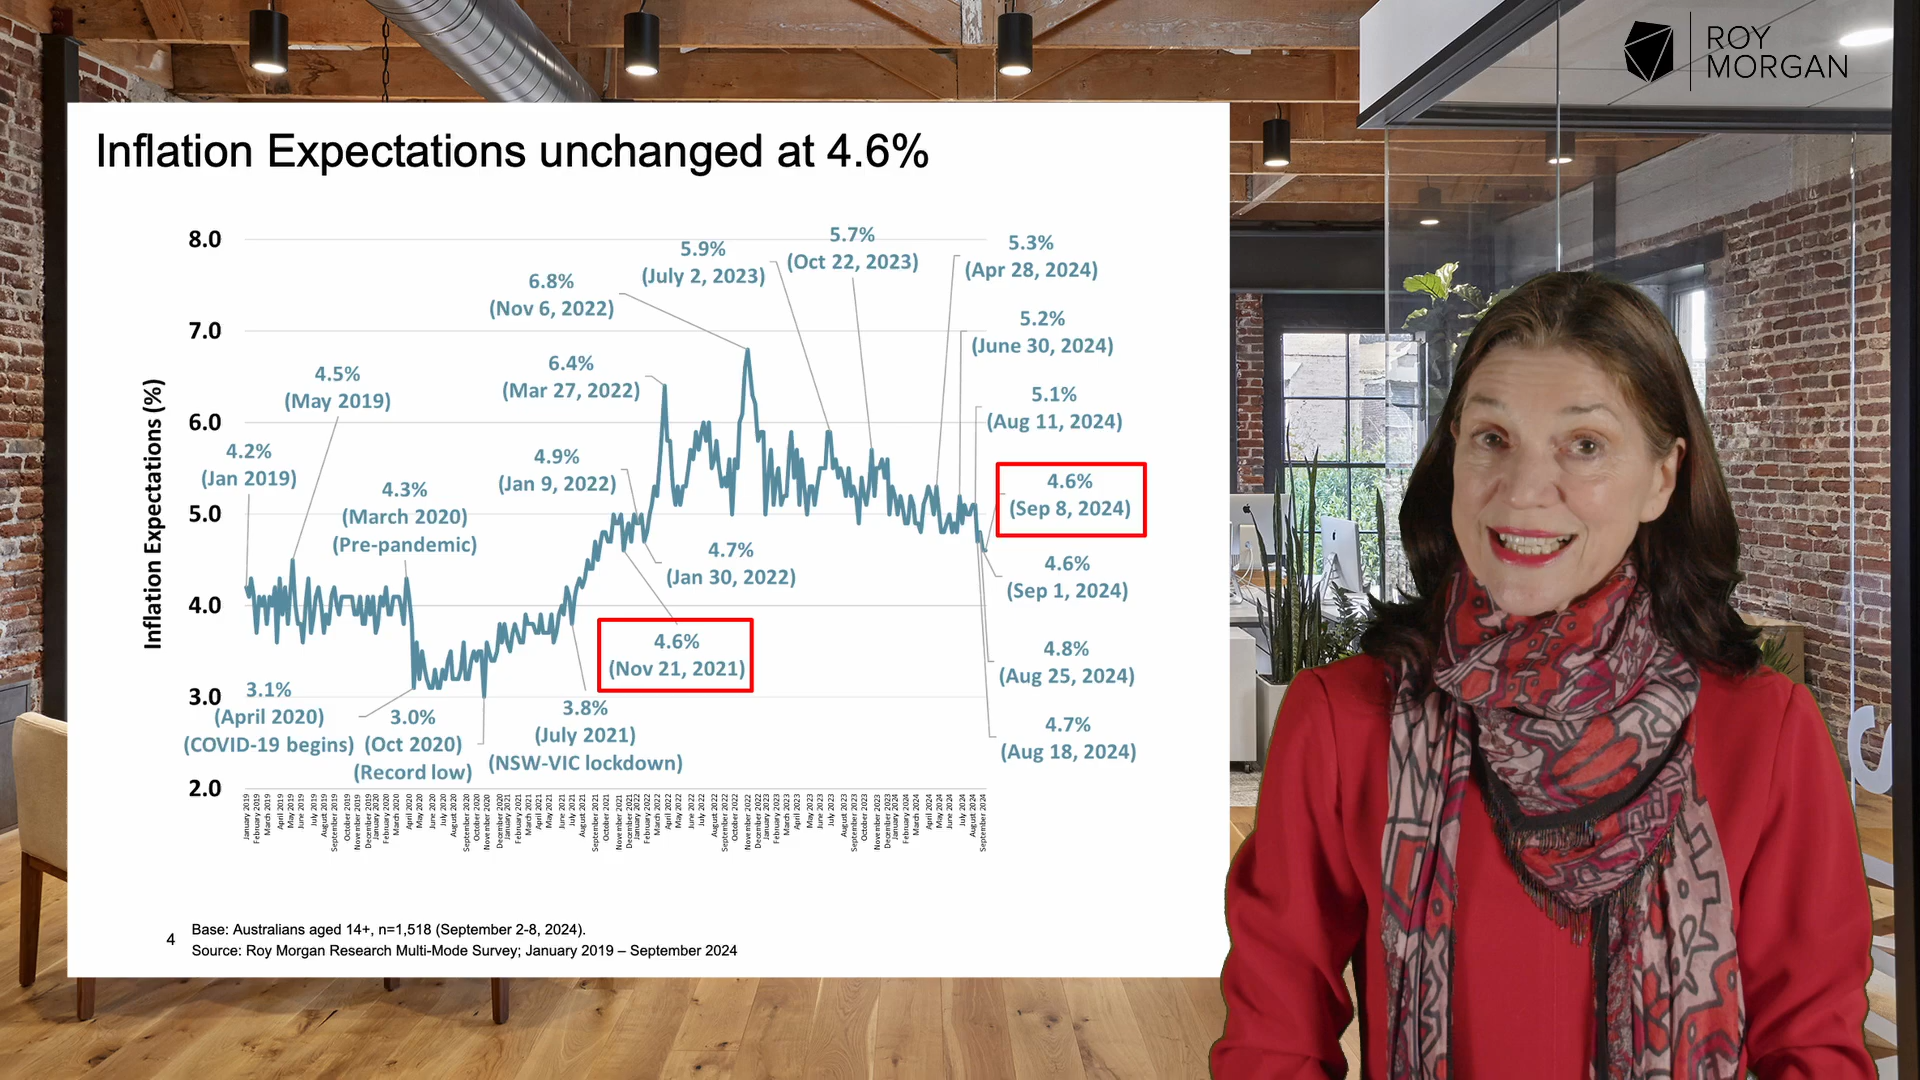 ROY
MORGAN
Inflation Expectations unchanged at 4.6%
Inflation Expectations (%)
8.0
7.0
6.0
5.0
4.0
3.0
2.0
4.2%
(Jan 2019)
4.5%
(May 2019)
4.3%
(March 2020)
(Pre-pandemic)
3.1%
(April 2020)
(COVID-19 begins)
3.0%
(Oct 2020)
(Record low)
3.8%
(July 2021)
(NSW-VIC lockdown)
4.6%
(Nov 21, 2021)
4.9%
(Jan 9, 2022)
4.7%
(Jan 30, 2022)
6.4%
(Mar 27, 2022)
6.8%
(Nov 6, 2022)
5.9%
(July 2, 2023)
5.7%
(Oct 22, 2023)
5.3%
(Apr 28, 2024)
5.2%
(June 30, 2024)
5.1%
(Aug 11, 2024)
4.6%
(Sep 8, 2024)
4.6%
(Sep 1, 2024)
4.8%
(Aug 25, 2024)
4.7%
(Aug 18, 2024)
4
Base: Australians aged 14+, n=1,518 (September 2-8, 2024).
Source: Roy Morgan Research Multi-Mode Survey; January 2019 – September 2024